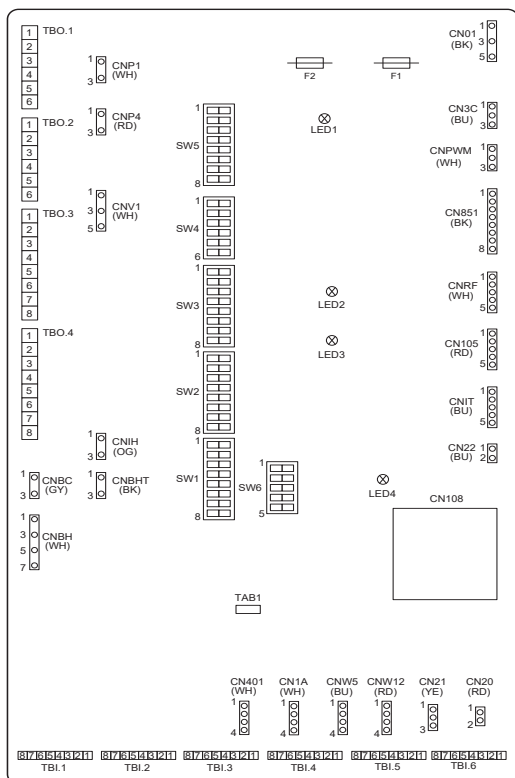 TBO.1
1
2
3
4
5
6
CNP1
(WH)
1
3
F2
F1
CN01
(BK)
1
3
5
TBO.2
1
2
3
4
5
6
CNP4
(RD)
1
3
SW5
1
8
LED1
CN3C
(BU)
1
3
CNPWM
(WH)
1
3
TBO.3
1
2
3
4
5
6
7
8
CNV1
(WH)
1
3
5
SW4
1
6
CN851
(BK)
1
8
SW3
1
8
LED2
CNRF
(WH)
1
5
TBO.4
1
2
3
4
5
6
7
8
LED3
CN105
(RD)
1
5
SW2
1
8
CNIT
(BU)
1
5
CNIH
(OG)
1
3
CN22
(BU)
1
2
CNBC
(GY)
1
3
CNBHT
(BK)
1
3
SW1
1
8
SW6
1
5
LED4
CN108
CNBH
(WH)
1
3
5
7
TAB1
CN401
(WH)
1
4
CN1A
(WH)
1
4
CNW5
(BU)
1
4
CNW12
(RD)
1
4
CN21
(YE)
1
3
CN20
(RD)
1
2
8 7 6 5 4 3 2 1
8 7 6 5 4 3 2 1
8 7 6 5 4 3 2 1
8 7 6 5 4 3 2 1
8 7 6 5 4 3 2 1
8 7 6 5 4 3 2 1
TBI.1
TBI.2
TBI.3
TBI.4
TBI.5
TBI.6